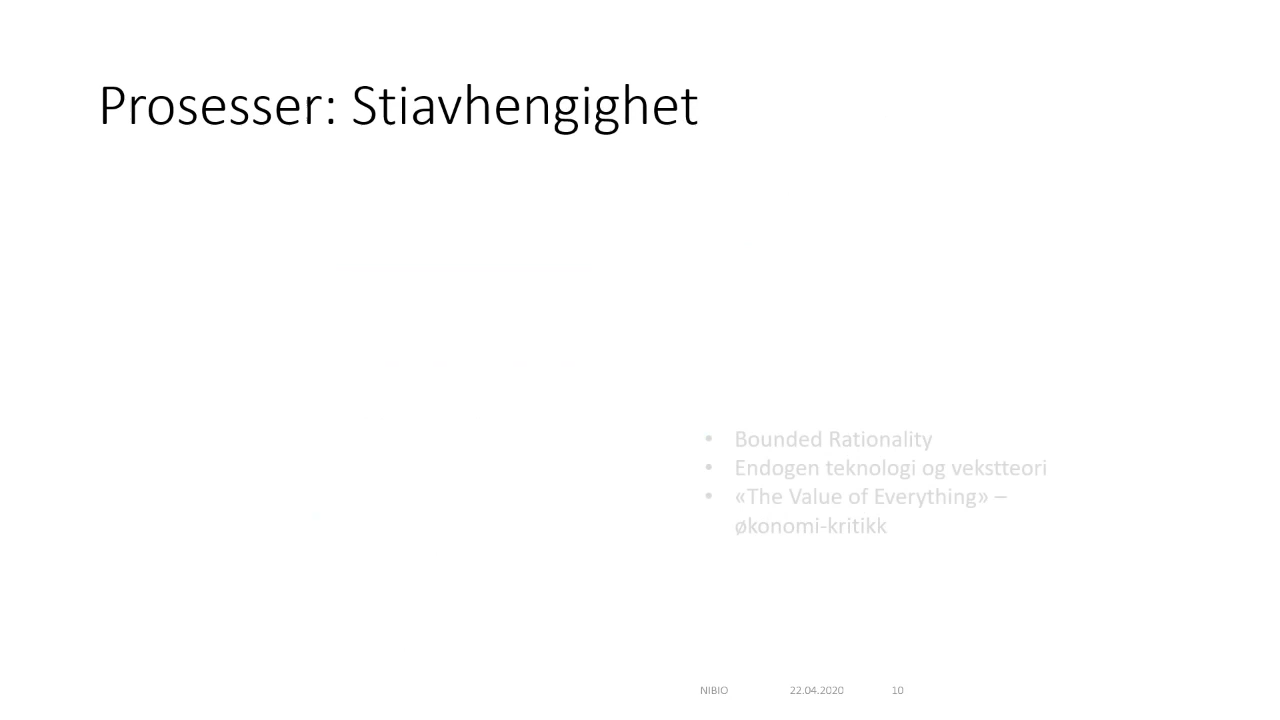 Prosesser: Stiavhengighet
• Bounded Rationality
• Endogen teknologi og vekstteori
• «The Value of Everything» –
økonomi-kritikk
NIBIO 22.04.2020 10